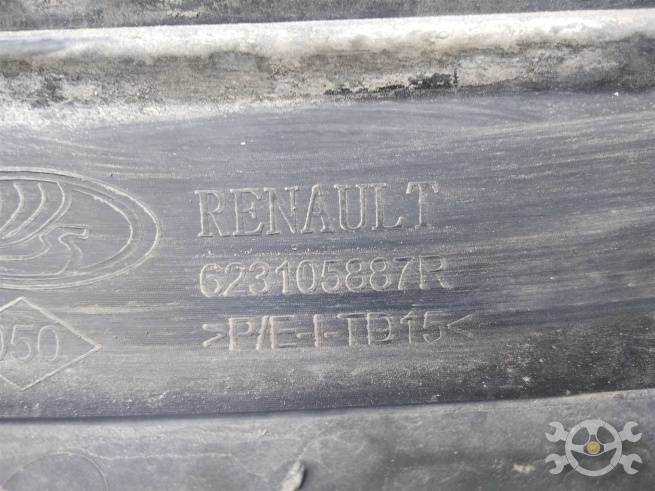 RENAULT
623105887R
>P/E-I-TD15<
050